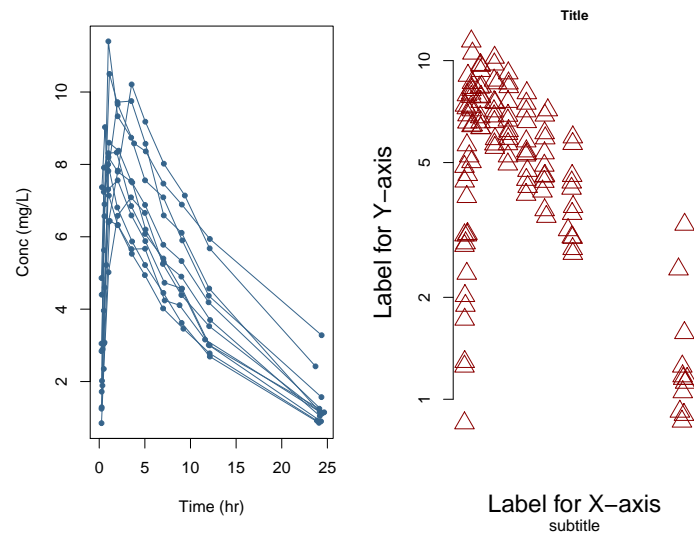 Conc (mg/L)
10
8
6
4
2
0 5 10 15 20 25
Time (hr)
Title
Label for Y−axis
10
5
2
1
Label for X−axis
subtitle